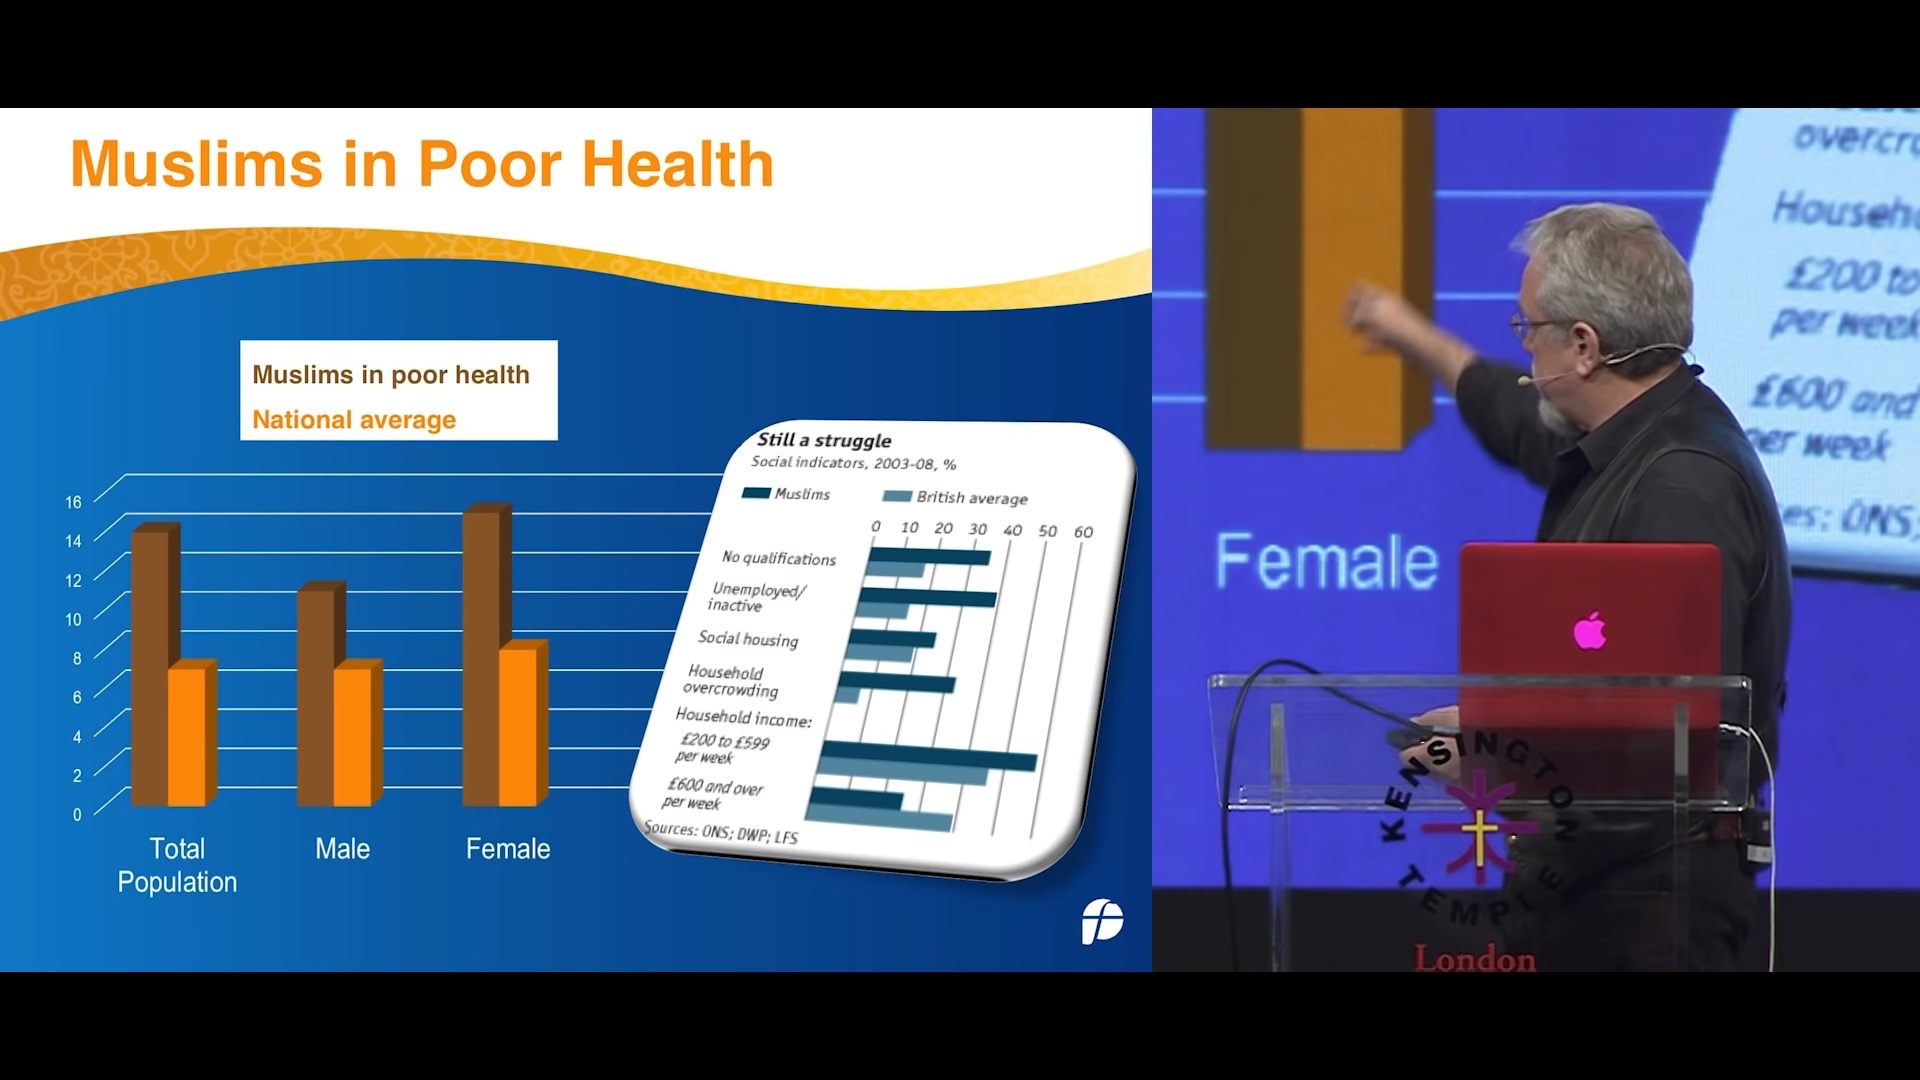 Muslims in Poor Health
Muslims in poor health
National average
16
14
12
10
8
6
4
2
0
Total
Population
Male
Female
Still a struggle
Social indicators, 2003-08, %
Muslims
British average
0 10 20 30 40 50 60
No qualifications
Unemployed/
inactive
Social housing
Household
overcrowding
Household income:
£200 to £599
per week
£600 and over
per week
Sources: ONS; DWP; LFS
overcr
Househ
£200 to
per week
£600 and
per week
es: ONS;
Female
KENSINGTON
TEMPLE
London